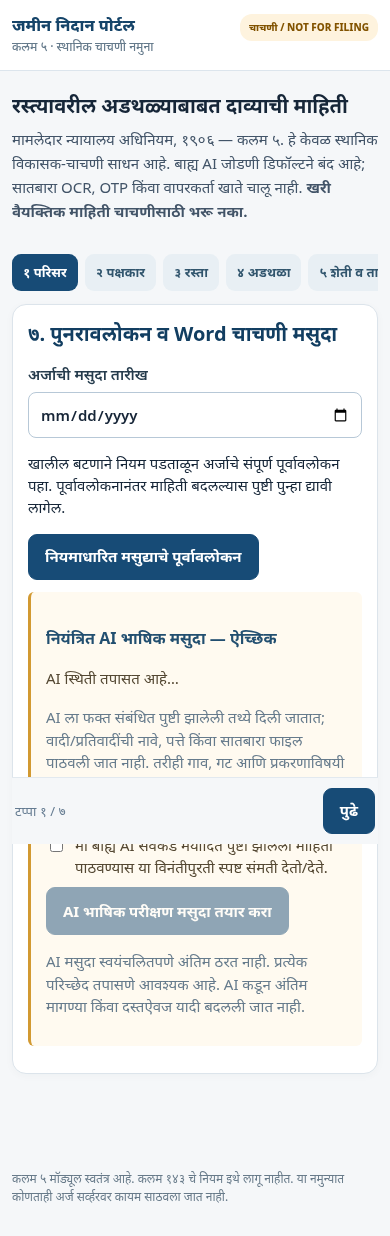 जमीन निदान पोर्टल
कलम ५ · स्थानिक चाचणी नमुना
चाचणी / NOT FOR FILING
रस्त्यावरील अडथळ्याबाबत दाव्याची माहिती
मामलेदार न्यायालय अधिनियम, १९०६ — कलम ५. हे केवळ स्थानिक
विकासक-चाचणी साधन आहे. बाह्य AI जोडणी डिफॉल्टने बंद आहे;
सातबारा OCR, OTP किंवा वापरकर्ता खाते चालू नाही. खरी
वैयक्तिक माहिती चाचणीसाठी भरू नका.
१ परिसर
२ पक्षकार
३ रस्ता
४ अडथळा
५ शेती व ता
७. पुनरावलोकन व Word चाचणी मसुदा
अर्जाची मसुदा तारीख
mm/dd/yyyy
खालील बटणाने नियम पडताळून अर्जाचे संपूर्ण पूर्वावलोकन
पहा. पूर्वावलोकनानंतर माहिती बदलल्यास पुष्टी पुन्हा द्यावी
लागेल.
नियमाधारित मसुद्याचे पूर्वावलोकन
नियंत्रित AI भाषिक मसुदा — ऐच्छिक
AI स्थिती तपासत आहे…
AI ला फक्त संबंधित पुष्टी झालेली तथ्ये दिली जातात;
वादी/प्रतिवादींची नावे, पत्ते किंवा सातबारा फाइल
पाठवली जात नाही. तरीही गाव, गट आणि प्रकरणाविषयी
टप्पा १ / ७
पुढे
मी बाह्य AI सेवेकडे मर्यादित पुष्टी झालेली माहिती
पाठवण्यास या विनंतीपुरती स्पष्ट संमती देतो/देते.
AI भाषिक परीक्षण मसुदा तयार करा
AI मसुदा स्वयंचलितपणे अंतिम ठरत नाही. प्रत्येक
परिच्छेद तपासणे आवश्यक आहे. AI कडून अंतिम
मागण्या किंवा दस्तऐवज यादी बदलली जात नाही.
कलम ५ मॉड्यूल स्वतंत्र आहे. कलम १४३ चे नियम इथे लागू नाहीत. या नमुन्यात
कोणताही अर्ज सर्व्हरवर कायम साठवला जात नाही.